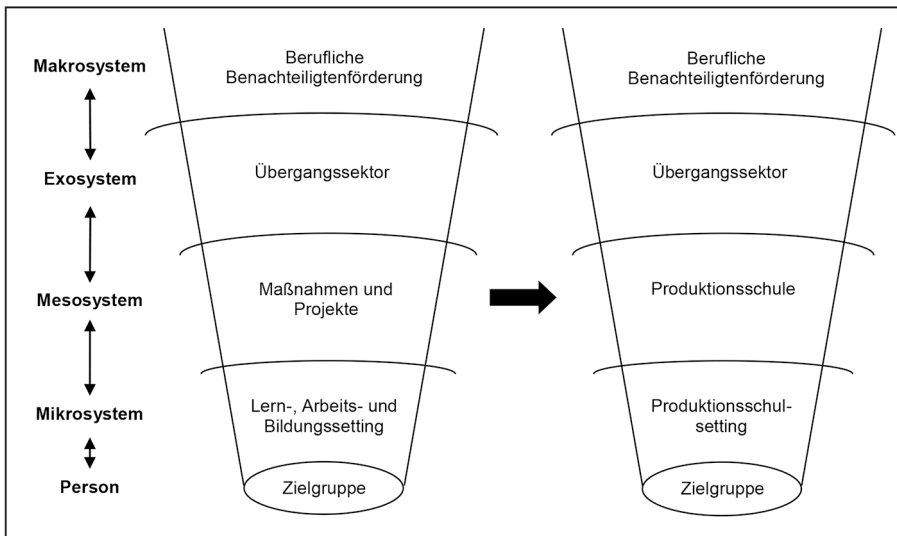 Makrosystem
Berufliche
Benachteiligtenförderung
Berufliche
Benachteiligtenförderung
Exosystem
Übergangssektor
Übergangssektor
Mesosystem
Maßnahmen und
Projekte
Produktionsschule
Mikrosystem
Lern-, Arbeits- und
Bildungssetting
Produktionsschul-
setting
Person
Zielgruppe
Zielgruppe